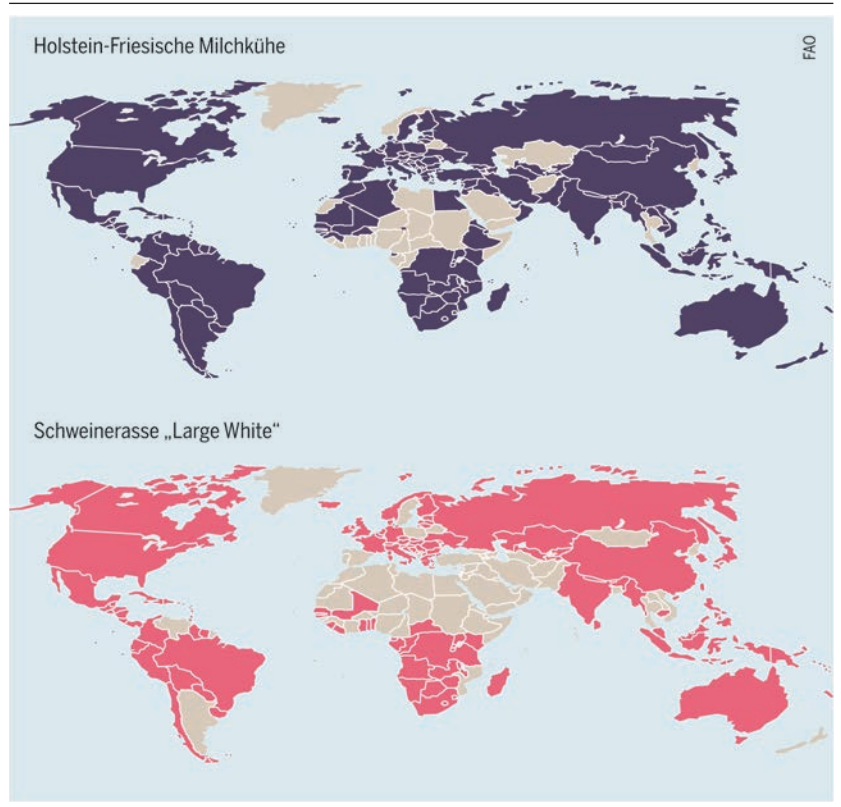 Holstein-Friesische Milchkühe
FAO
Schweinerasse „Large White“